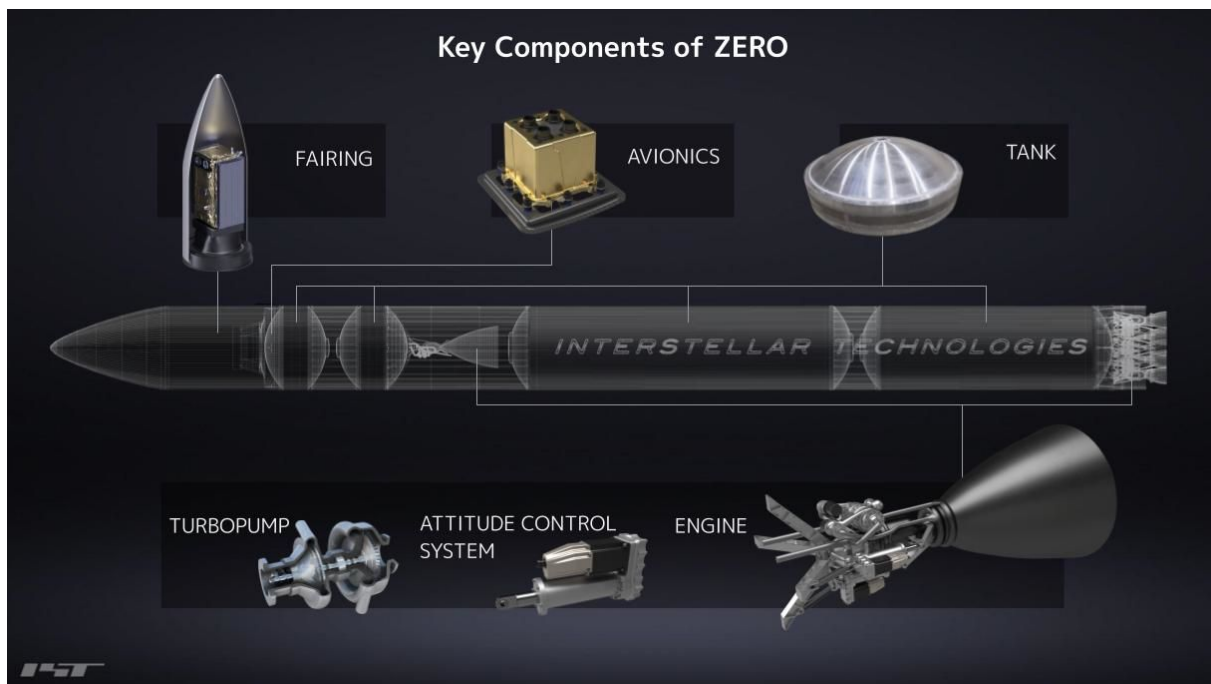 Key Components of ZERO
FAIRING
AVIONICS
TANK
INTERSTELLAR TECHNOLOGIES
TURBOPUMP
ATTITUDE CONTROL
SYSTEM
ENGINE
IST